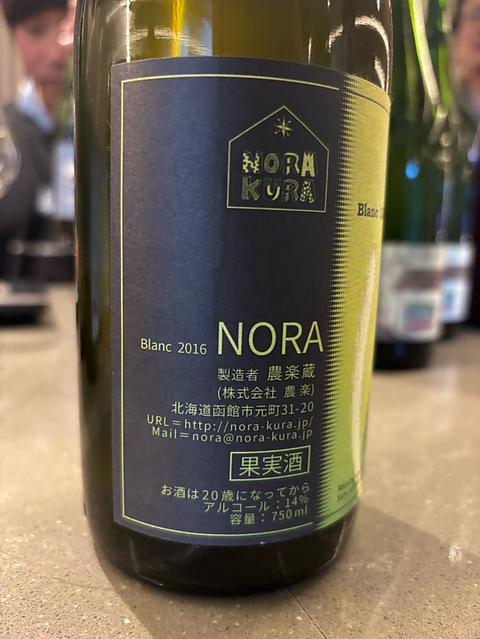 NORA
KURA
Blanc
Blanc 2016 NORA
製造者 農楽蔵
(株式会社 農楽)
北海道函館市元町31-20
URL=http://nora-kura.jp/
Mail=nora@nora-kura.jp
果実酒
お酒は20歳になってから
アルコール:14%
容量:750ml